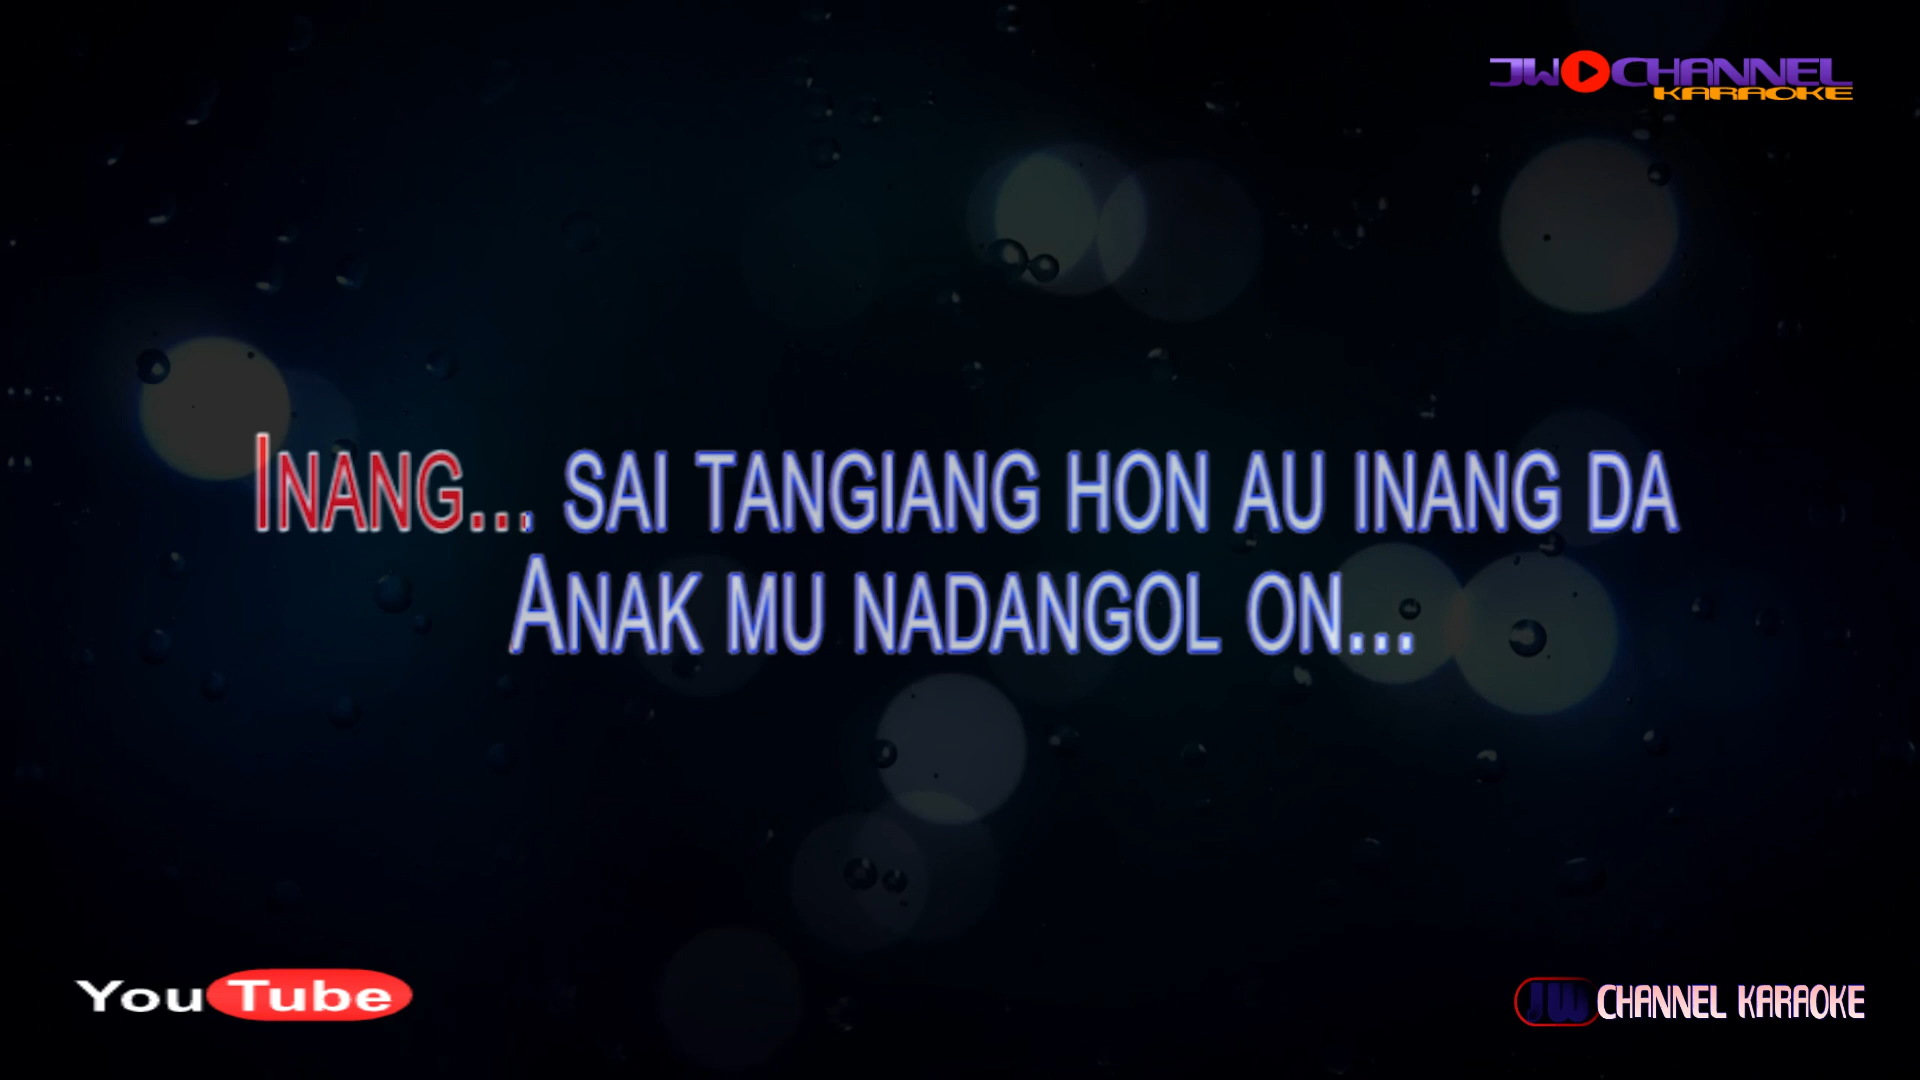 JW CHANNEL
KARAOKE
INANG... SAI TANGIANG HON AU INANG DA
ANAK MU NADANGOL ON...
YouTube
JW CHANNEL KARAOKE